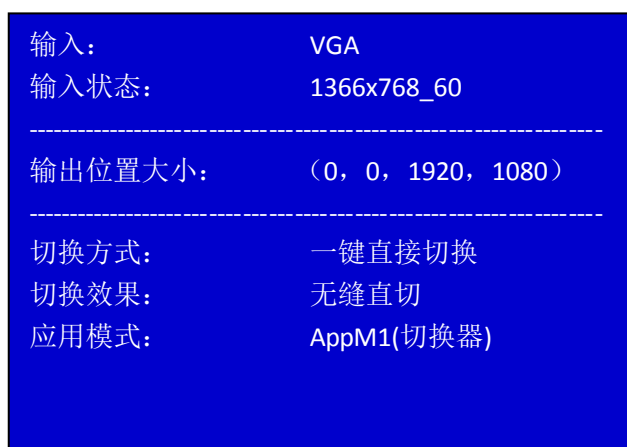 输入： VGA
输入状态： 1366x768_60
----------------------------------------------------------------------
输出位置大小： （0，0，1920，1080）
----------------------------------------------------------------------
切换方式： 一键直接切换
切换效果： 无缝直切
应用模式： AppM1(切换器)